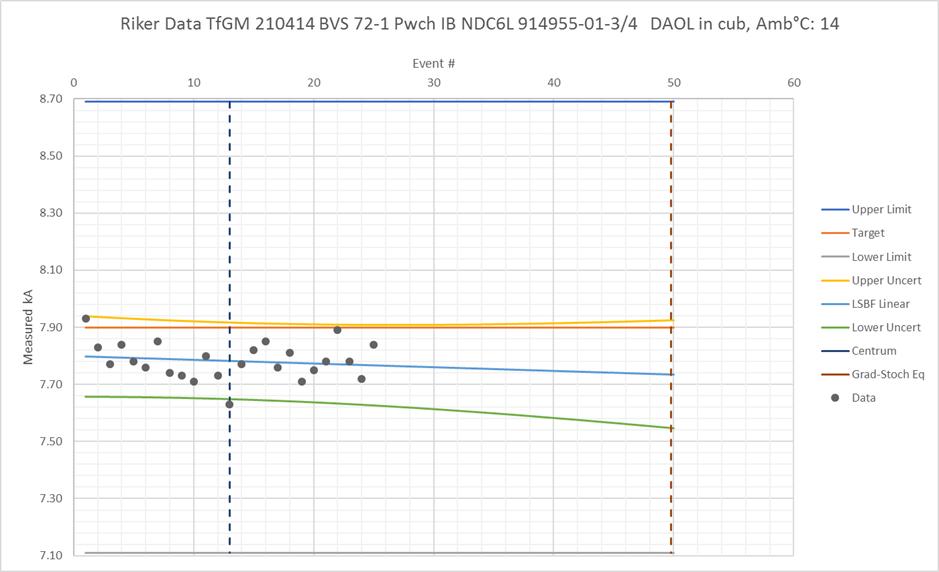 Riker Data TfGM 210414 BVS 72-1 Pwch IB NDC6L 914955-01-3/4 DAOL in cub, Amb°C: 14
Event #
0 10 20 30 40 50 60
8.70
8.50
8.30
8.10
7.90
7.70
7.50
7.30
7.10
Measured kA
Upper Limit
Target
Lower Limit
Upper Uncert
LSBF Linear
Lower Uncert
Centrum
Grad-Stoch Eq
Data